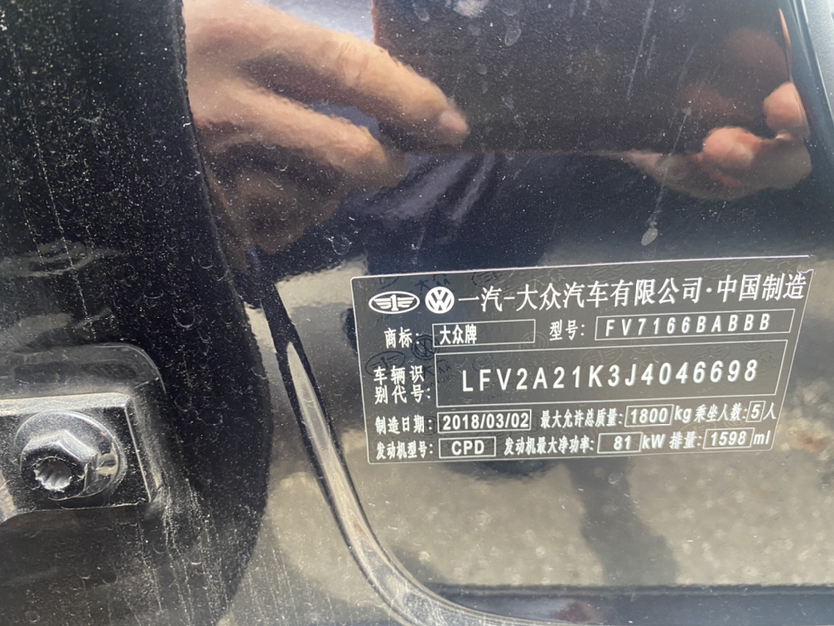 一汽-大众汽车有限公司·中国制造
商标: 大众牌 型号: FV7166BABBB
车辆识别代号: LFV2A21K3J4046698
制造日期: 2018/03/02 最大允许总质量: 1800 kg 乘坐人数: 5 人
发动机型号: CPD 发动机最大净功率: 81 kW 排量: 1598 ml